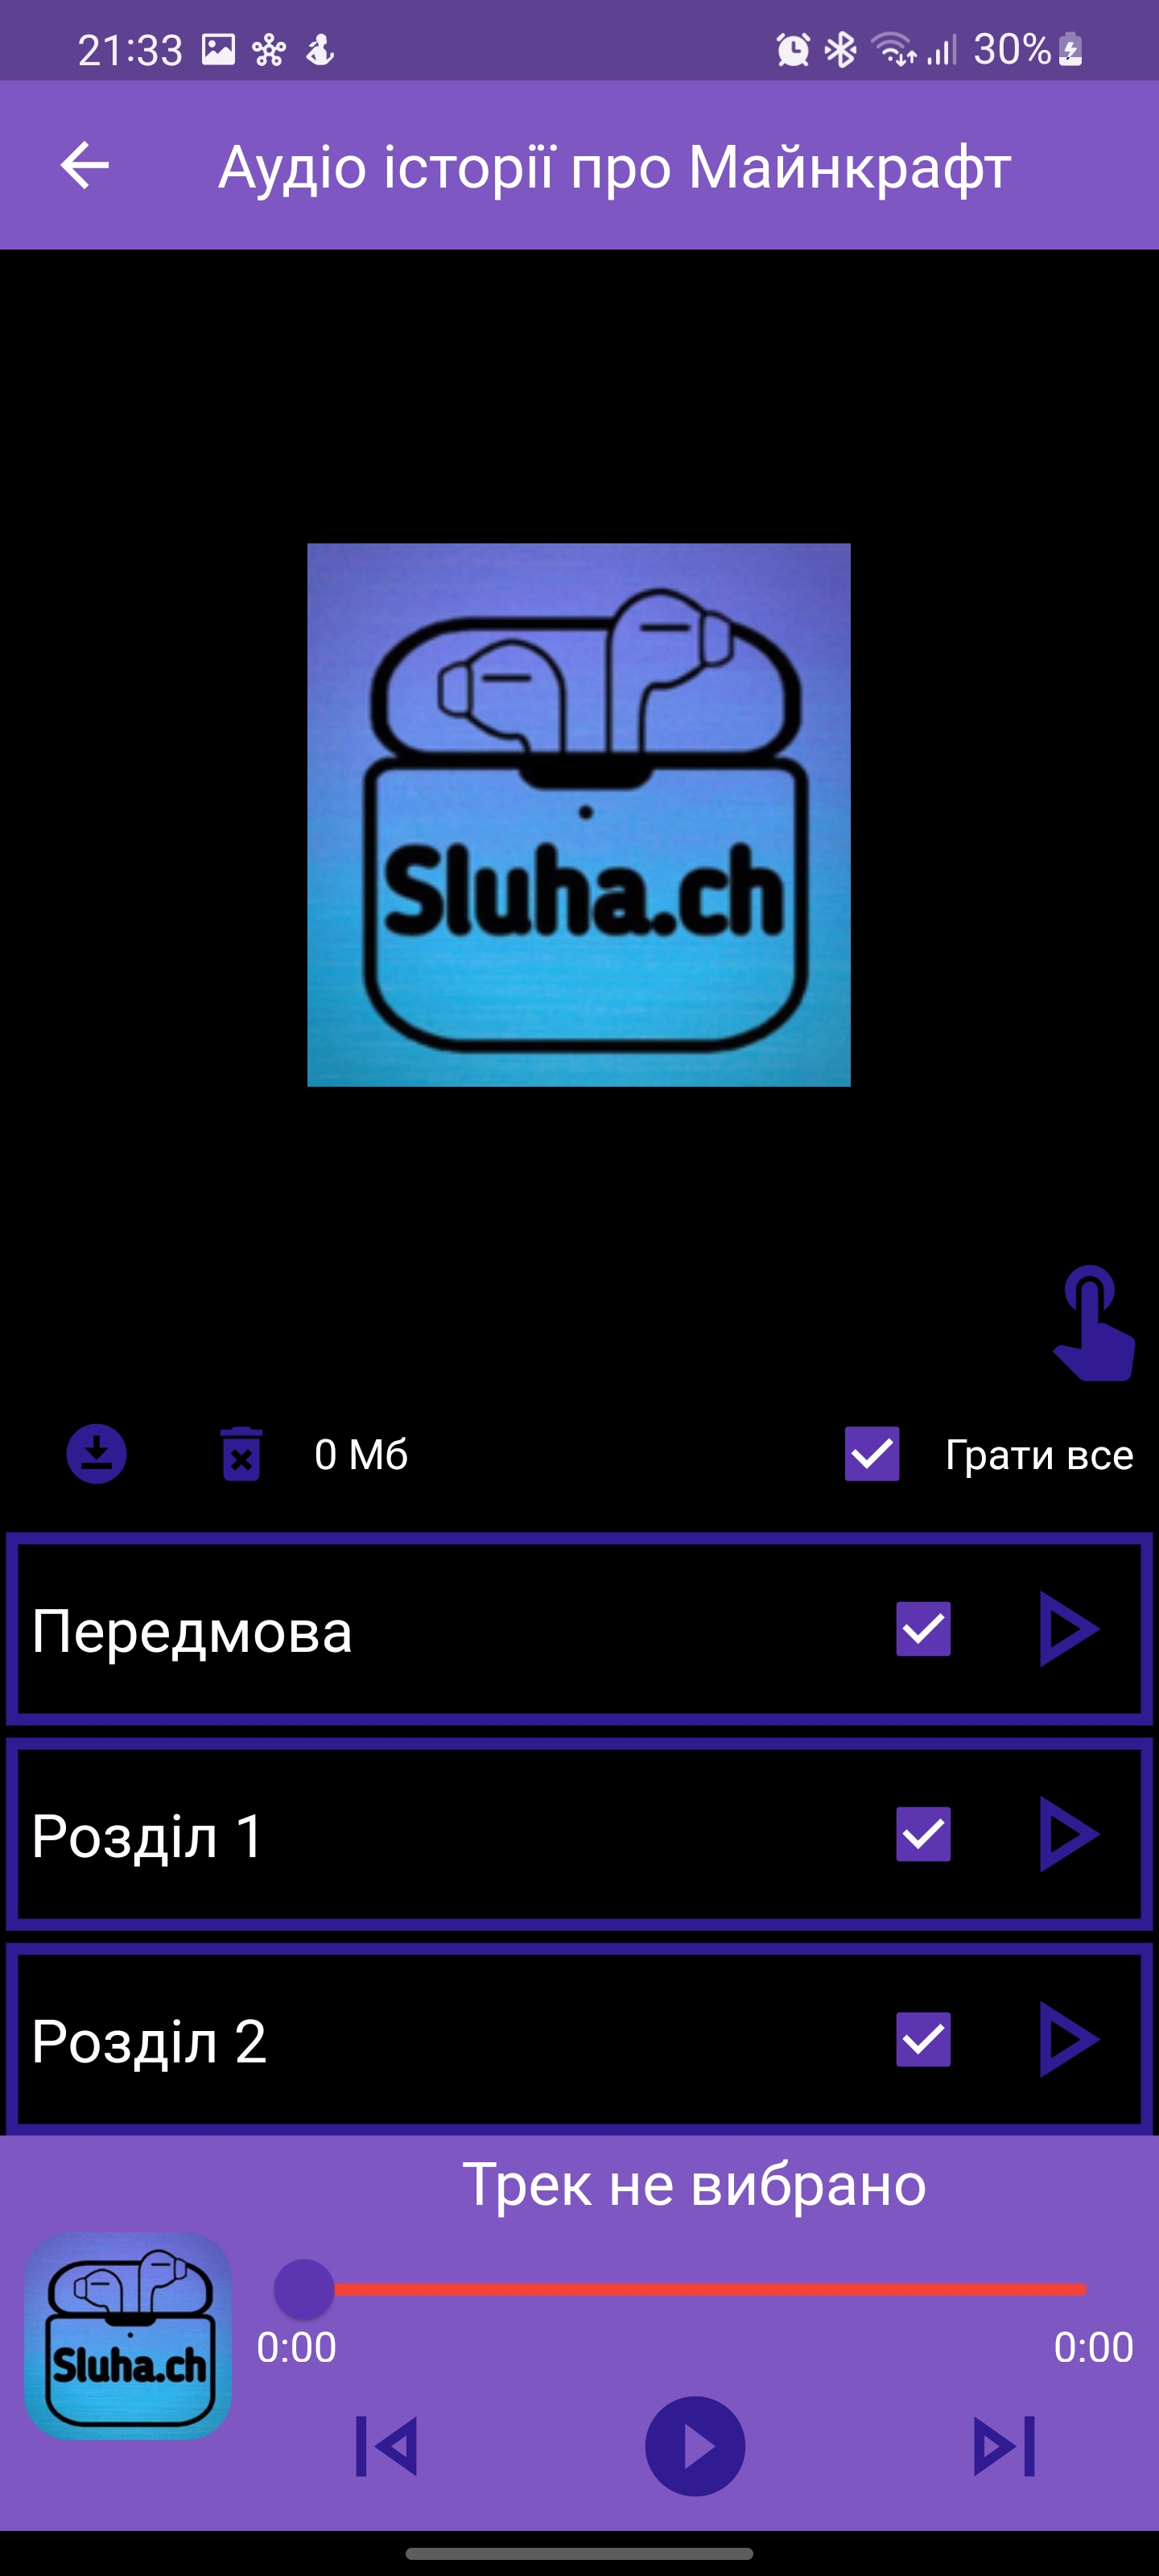 21:33
30%
Аудіо історії про Майнкрафт
Sluha.ch
0 Мб
Грати все
Передмова
Розділ 1
Розділ 2
Трек не вибрано
Sluha.ch
0:00
0:00